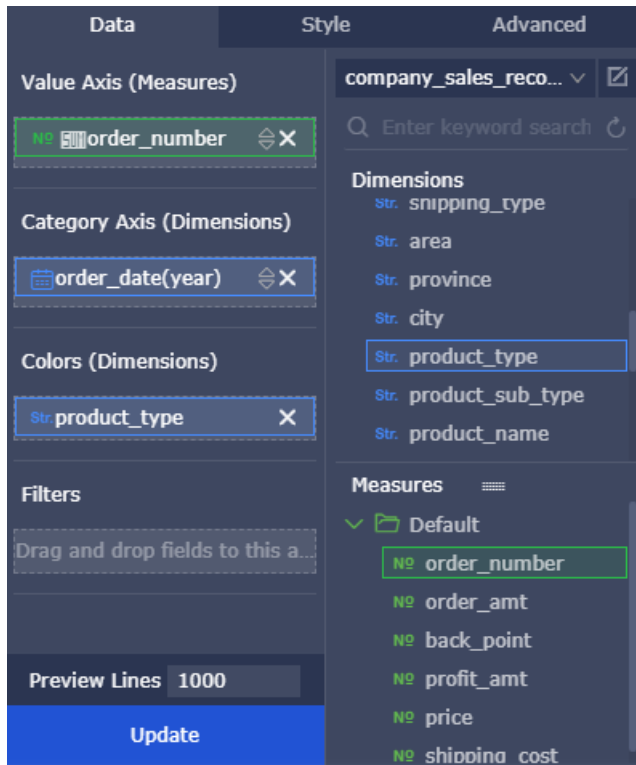 Data Style Advanced
Value Axis (Measures)
№ SUM order_number
Category Axis (Dimensions)
order_date(year)
Colors (Dimensions)
Str. product_type
Filters
Drag and drop fields to this a...
Preview Lines 1000
Update
company_sales_reco...
Enter keyword search
Dimensions
Str. shipping_type
Str. area
Str. province
Str. city
Str. product_type
Str. product_sub_type
Str. product_name
Measures
Default
№ order_number
№ order_amt
№ back_point
№ profit_amt
№ price
№ shipping_cost